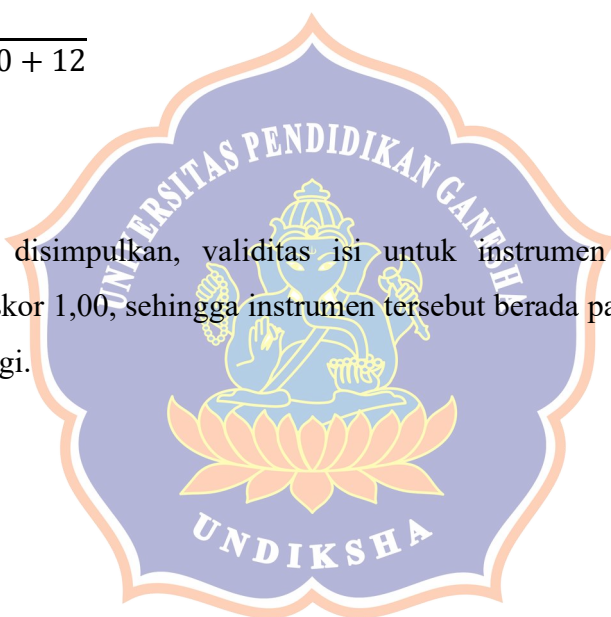 0 + 12
UNIVERSITAS PENDIDIKAN GANESHA
disimpulkan, validitas isi untuk instrumen
skor 1,00, sehingga instrumen tersebut berada pa
gi.
UNDIKSHA